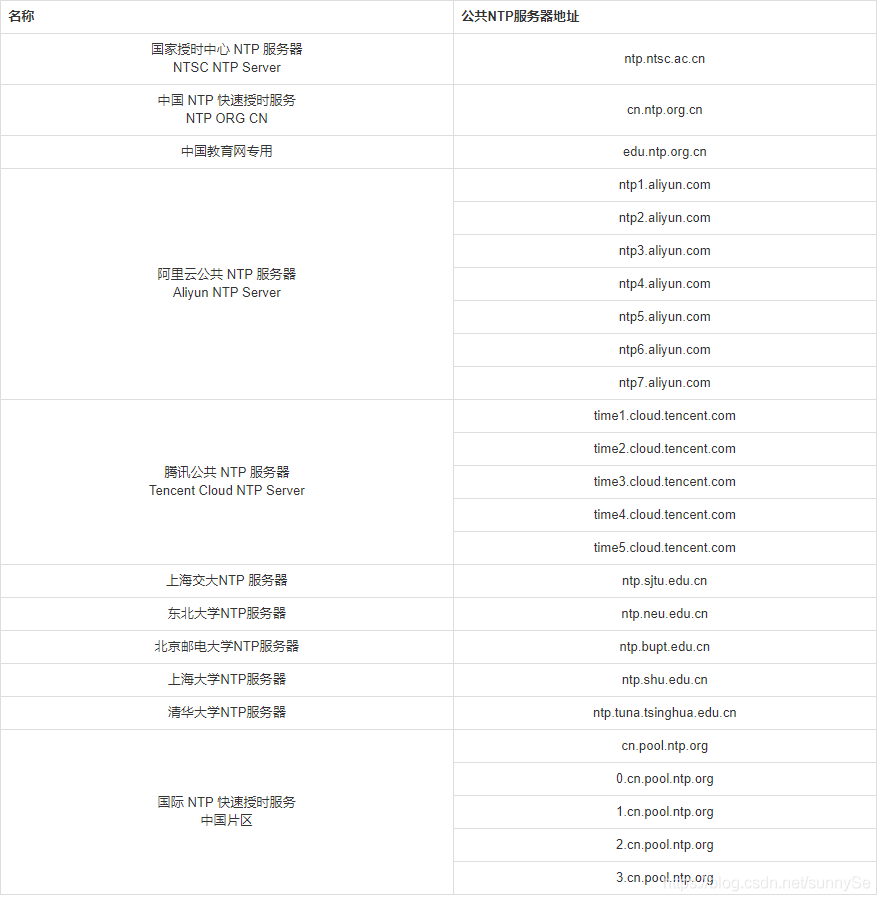 名称
公共NTP服务器地址
国家授时中心 NTP 服务器
NTSC NTP Server
ntp.ntsc.ac.cn
中国 NTP 快速授时服务
NTP ORG CN
cn.ntp.org.cn
中国教育网专用
edu.ntp.org.cn
阿里云公共 NTP 服务器
Aliyun NTP Server
ntp1.aliyun.com
ntp2.aliyun.com
ntp3.aliyun.com
ntp4.aliyun.com
ntp5.aliyun.com
ntp6.aliyun.com
ntp7.aliyun.com
腾讯公共 NTP 服务器
Tencent Cloud NTP Server
time1.cloud.tencent.com
time2.cloud.tencent.com
time3.cloud.tencent.com
time4.cloud.tencent.com
time5.cloud.tencent.com
上海交大NTP 服务器
ntp.sjtu.edu.cn
东北大学NTP服务器
ntp.neu.edu.cn
北京邮电大学NTP服务器
ntp.bupt.edu.cn
上海大学NTP服务器
ntp.shu.edu.cn
清华大学NTP服务器
ntp.tuna.tsinghua.edu.cn
国际 NTP 快速授时服务
中国片区
cn.pool.ntp.org
0.cn.pool.ntp.org
1.cn.pool.ntp.org
2.cn.pool.ntp.org
3.cn.pool.ntp.org
https://blog.csdn.net/sunnySe